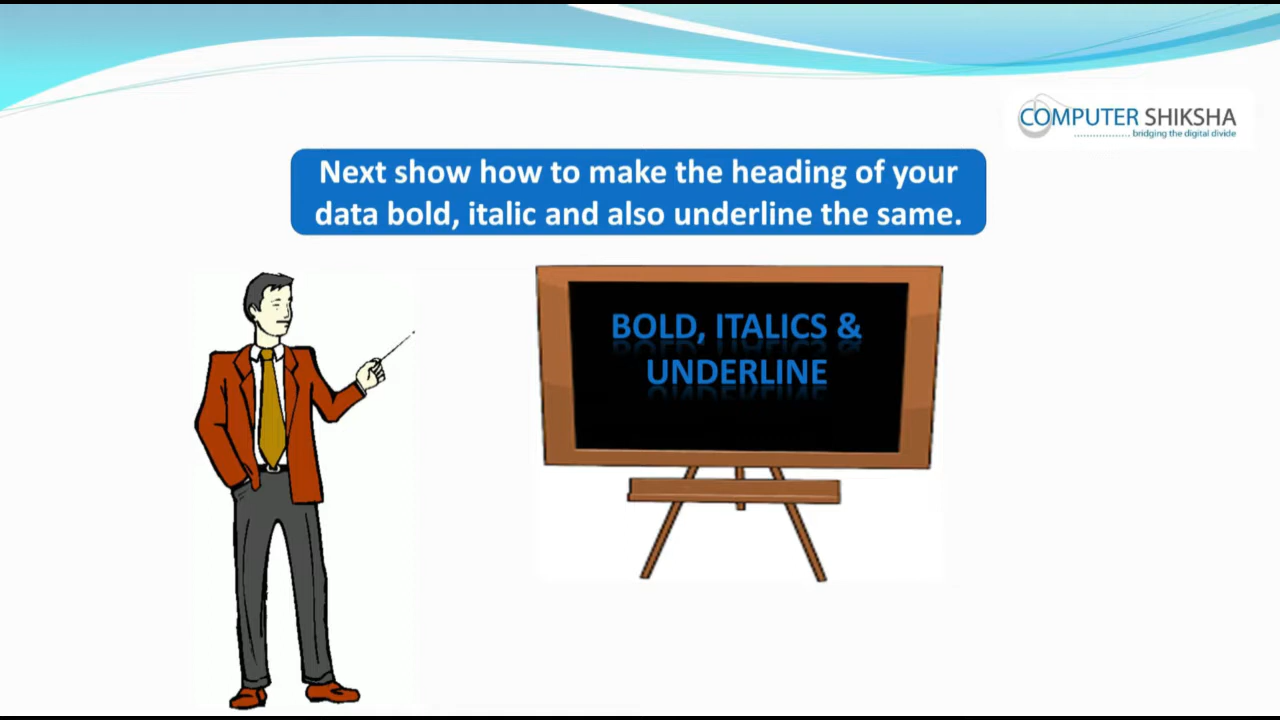 COMPUTER SHIKSHA
bridging the digital divide
Next show how to make the heading of your
data bold, italic and also underline the same.
BOLD, ITALICS &
UNDERLINE